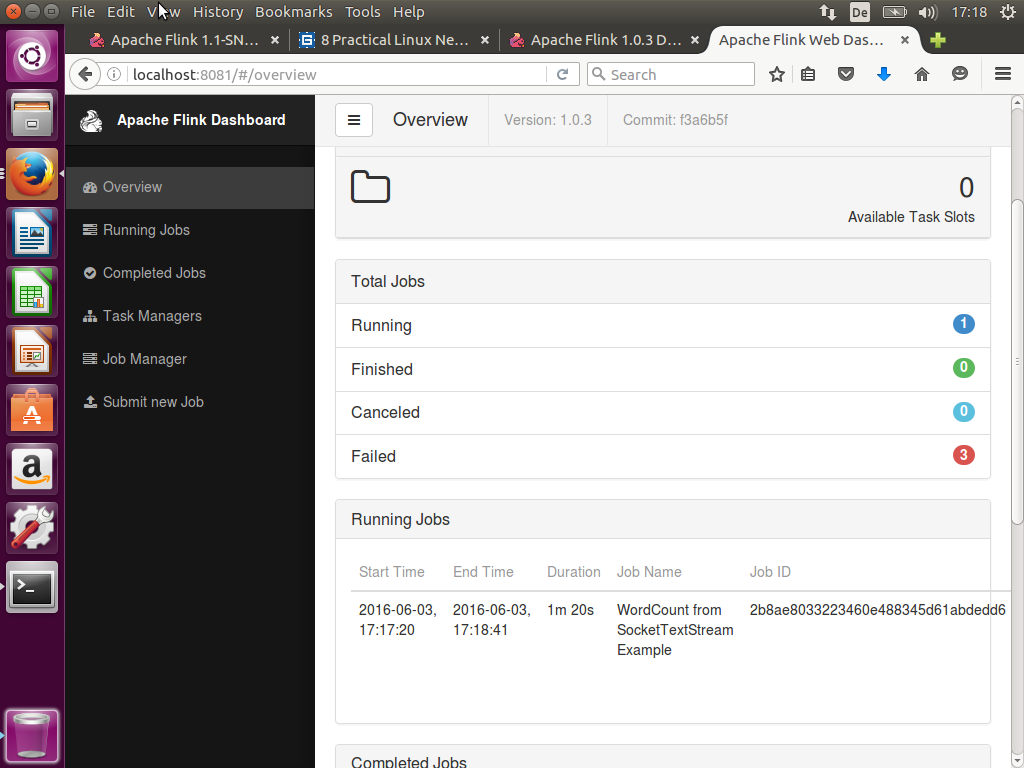 File Edit View History Bookmarks Tools Help De 17:18
Apache Flink 1.1-SN... 8 Practical Linux Ne... Apache Flink 1.0.3 D... Apache Flink Web Das...
localhost:8081/#/overview Search
Apache Flink Dashboard Overview Version: 1.0.3 Commit: f3a6b5f
Overview
Running Jobs
Completed Jobs
Task Managers
Job Manager
Submit new Job
0
Available Task Slots
Total Jobs
Running 1
Finished 0
Canceled 0
Failed 3
Running Jobs
Start Time End Time Duration Job Name Job ID
2016-06-03, 2016-06-03, 1m 20s WordCount from 2b8ae8033223460e488345d61abdedd6
17:17:20 17:18:41 SocketTextStream
Example
Completed Jobs